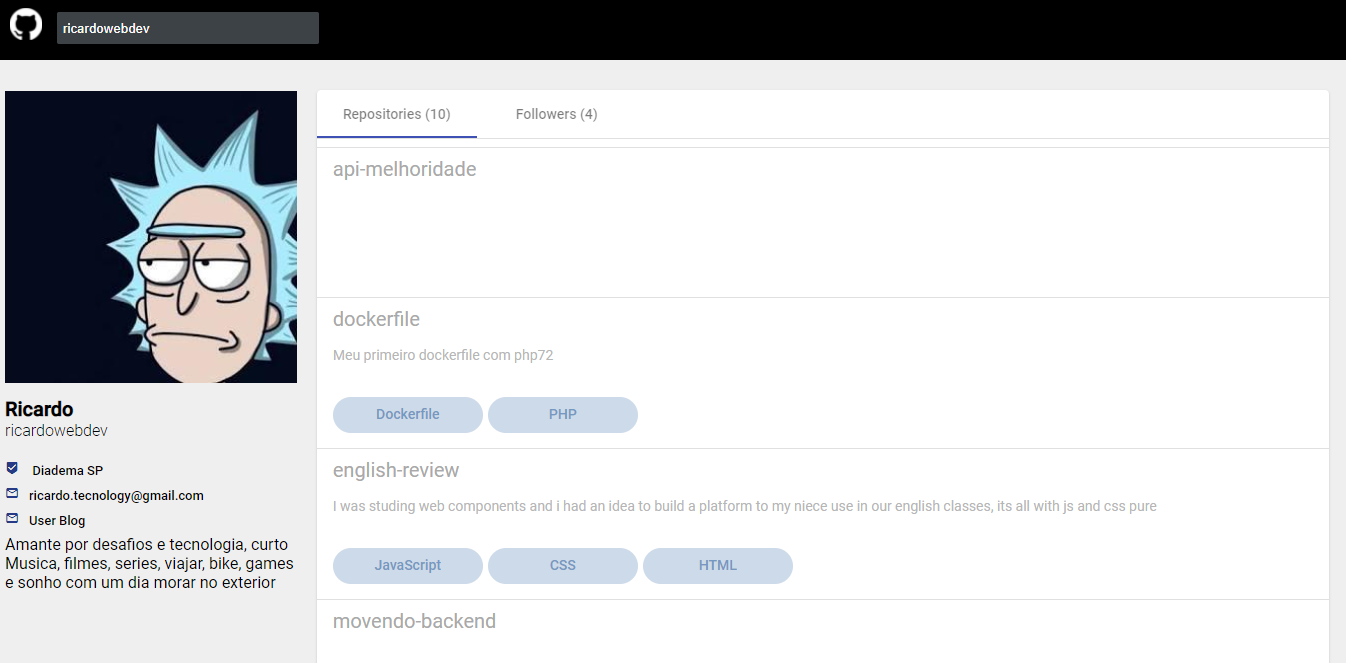 ricardowebdev
Repositories (10)
Followers (4)
api-melhoridade
dockerfile
Meu primeiro dockerfile com php72
Dockerfile
PHP
english-review
I was studing web components and i had an idea to build a platform to my niece use in our english classes, its all with js and css pure
JavaScript
CSS
HTML
movendo-backend
Ricardo
ricardowebdev
Diadema SP
ricardo.tecnology@gmail.com
User Blog
Amante por desafios e tecnologia, curto
Musica, filmes, series, viajar, bike, games
e sonho com um dia morar no exterior